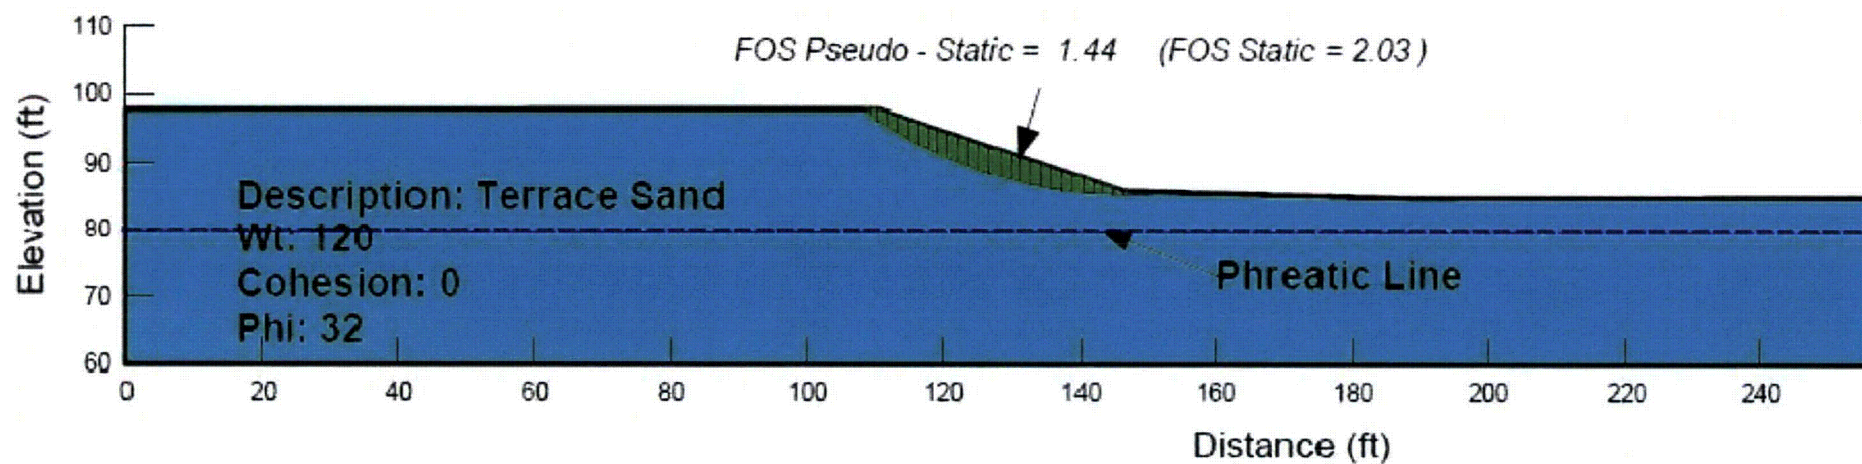 110
FOS Pseudo - Static = 1.44 (FOS Static = 2.03 )
100
90
80
70
60
Elevation (ft)
Description: Terrace Sand
Wt: 120
Cohesion: 0
Phi: 32
Phreatic Line
0 20 40 60 80 100 120 140 160 180 200 220 240
Distance (ft)